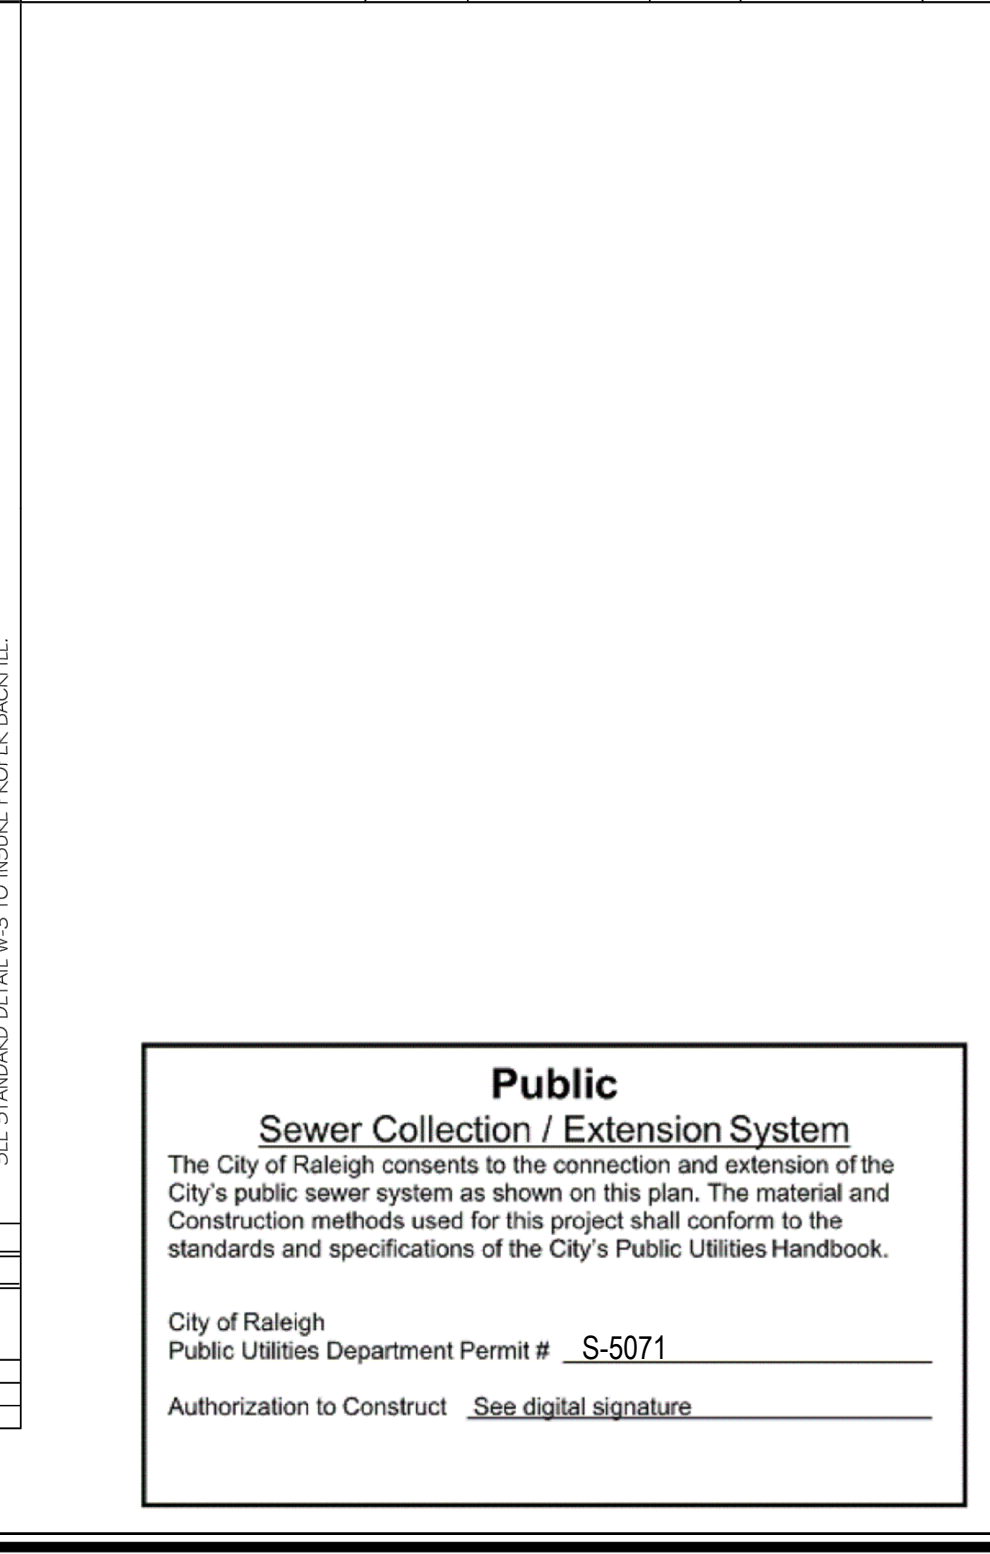 SEE STANDARD DETAIL W-3 TO INSURE PROPER BACKFILL.
Public
Sewer Collection / Extension System
The City of Raleigh consents to the connection and extension of the
City's public sewer system as shown on this plan. The material and
Construction methods used for this project shall conform to the
standards and specifications of the City's Public Utilities Handbook.
City of Raleigh
Public Utilities Department Permit # S-5071
Authorization to Construct See digital signature